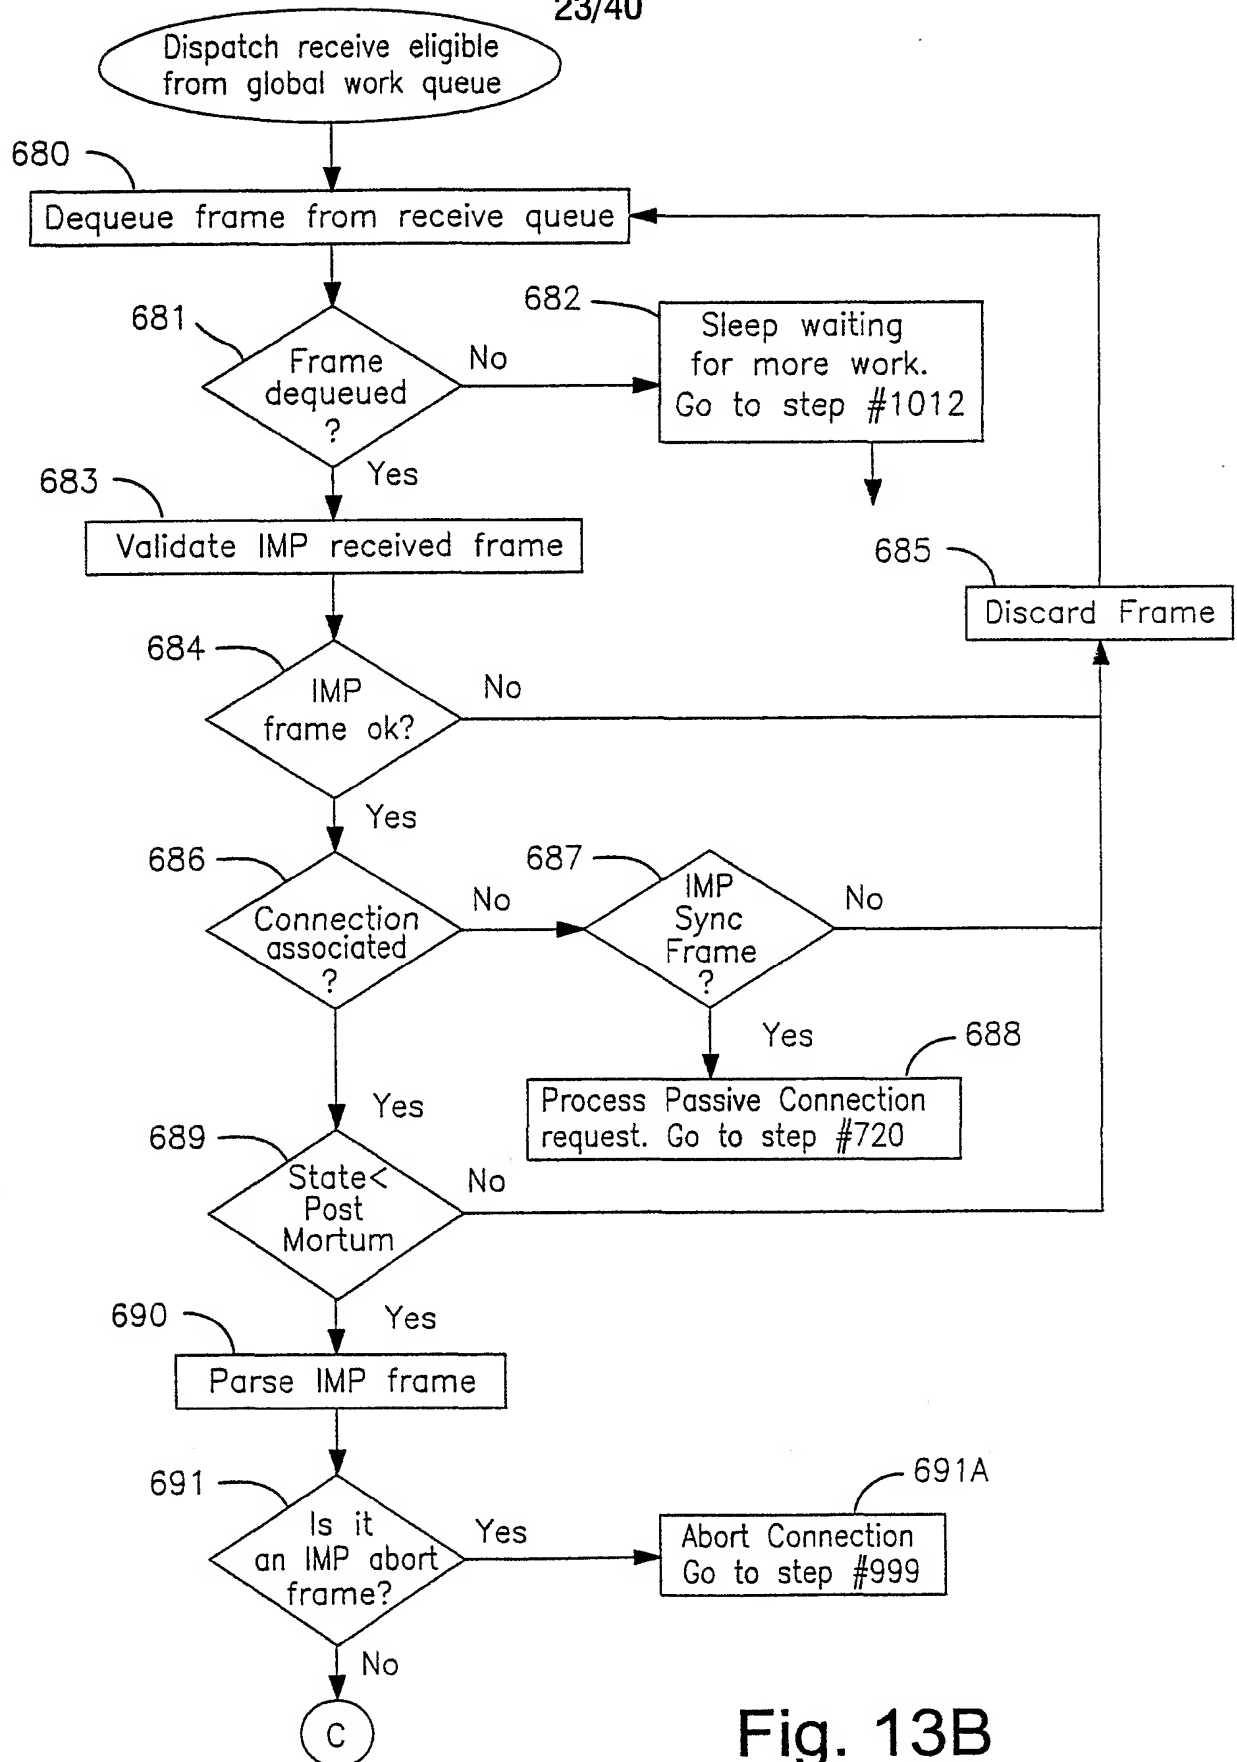 23/40
Dispatch receive eligible
from global work queue
680
Dequeue frame from receive queue
681
Frame
dequeued
?
No
682
Sleep waiting
for more work.
Go to step #1012
Yes
683
Validate IMP received frame
685
Discard Frame
684
IMP
frame ok?
No
Yes
686
Connection
associated
?
No
687
IMP
Sync
Frame
?
No
Yes
688
Process Passive Connection
request. Go to step #720
Yes
689
State<
Post
Mortum
No
Yes
690
Parse IMP frame
691
Is it
an IMP abort
frame?
Yes
691A
Abort Connection
Go to step #999
No
C
Fig. 13B